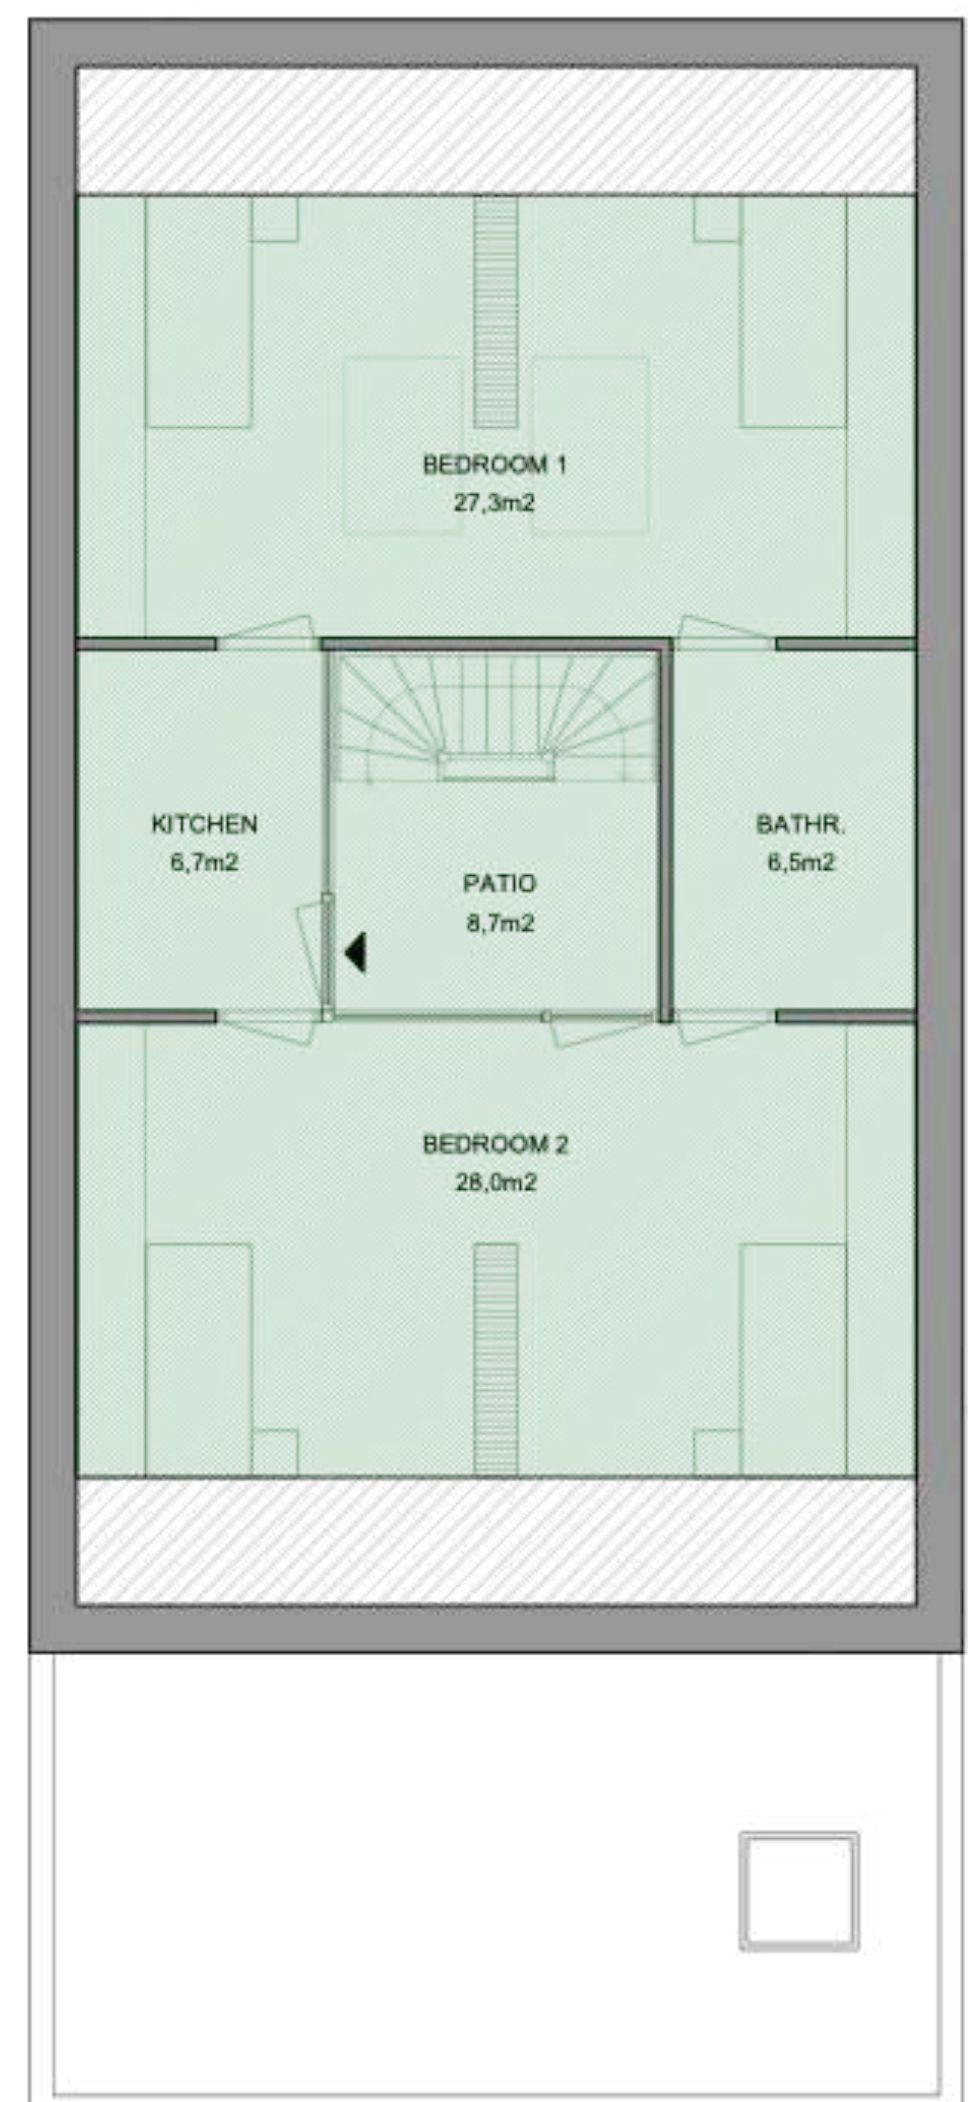 BEDROOM 1
27,3m2
KITCHEN
6,7m2
BATHR.
6,5m2
PATIO
8,7m2
BEDROOM 2
28,0m2